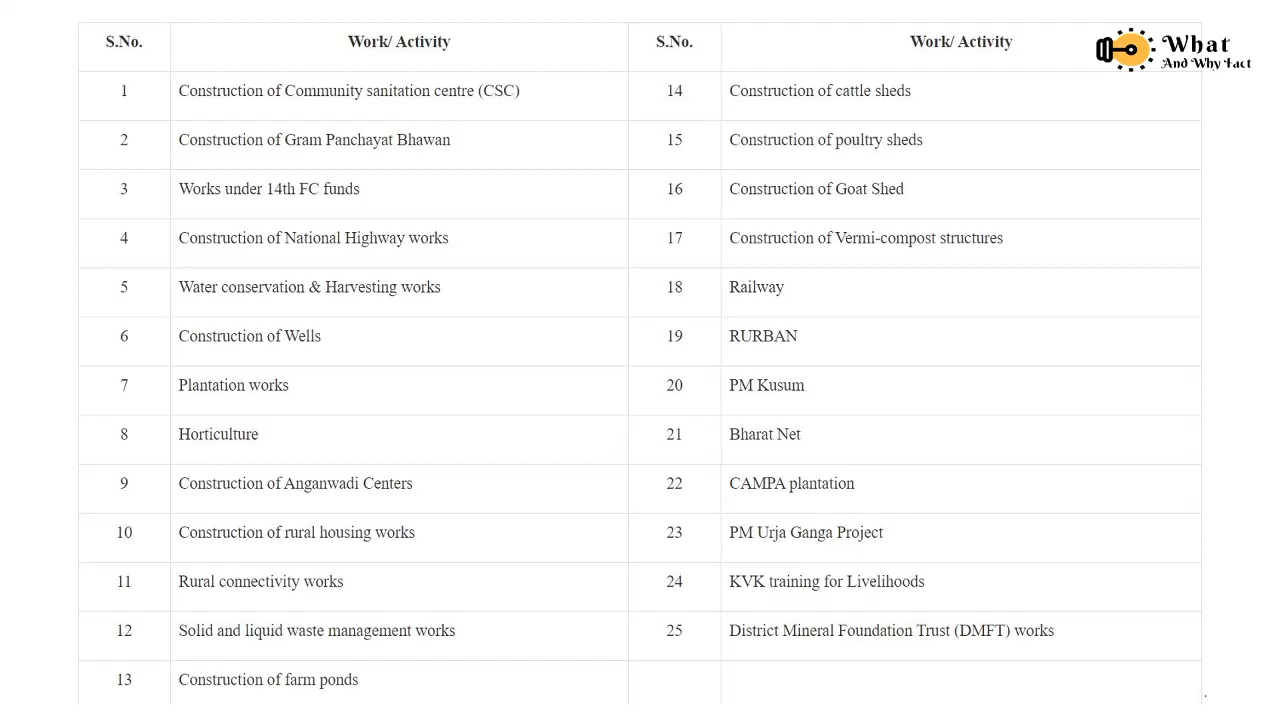 S.No. Work/ Activity S.No. Work/ Activity
What
And Why Fact
1 Construction of Community sanitation centre (CSC) 14 Construction of cattle sheds
2 Construction of Gram Panchayat Bhawan 15 Construction of poultry sheds
3 Works under 14th FC funds 16 Construction of Goat Shed
4 Construction of National Highway works 17 Construction of Vermi-compost structures
5 Water conservation & Harvesting works 18 Railway
6 Construction of Wells 19 RURBAN
7 Plantation works 20 PM Kusum
8 Horticulture 21 Bharat Net
9 Construction of Anganwadi Centers 22 CAMPA plantation
10 Construction of rural housing works 23 PM Urja Ganga Project
11 Rural connectivity works 24 KVK training for Livelihoods
12 Solid and liquid waste management works 25 District Mineral Foundation Trust (DMFT) works
13 Construction of farm ponds
.